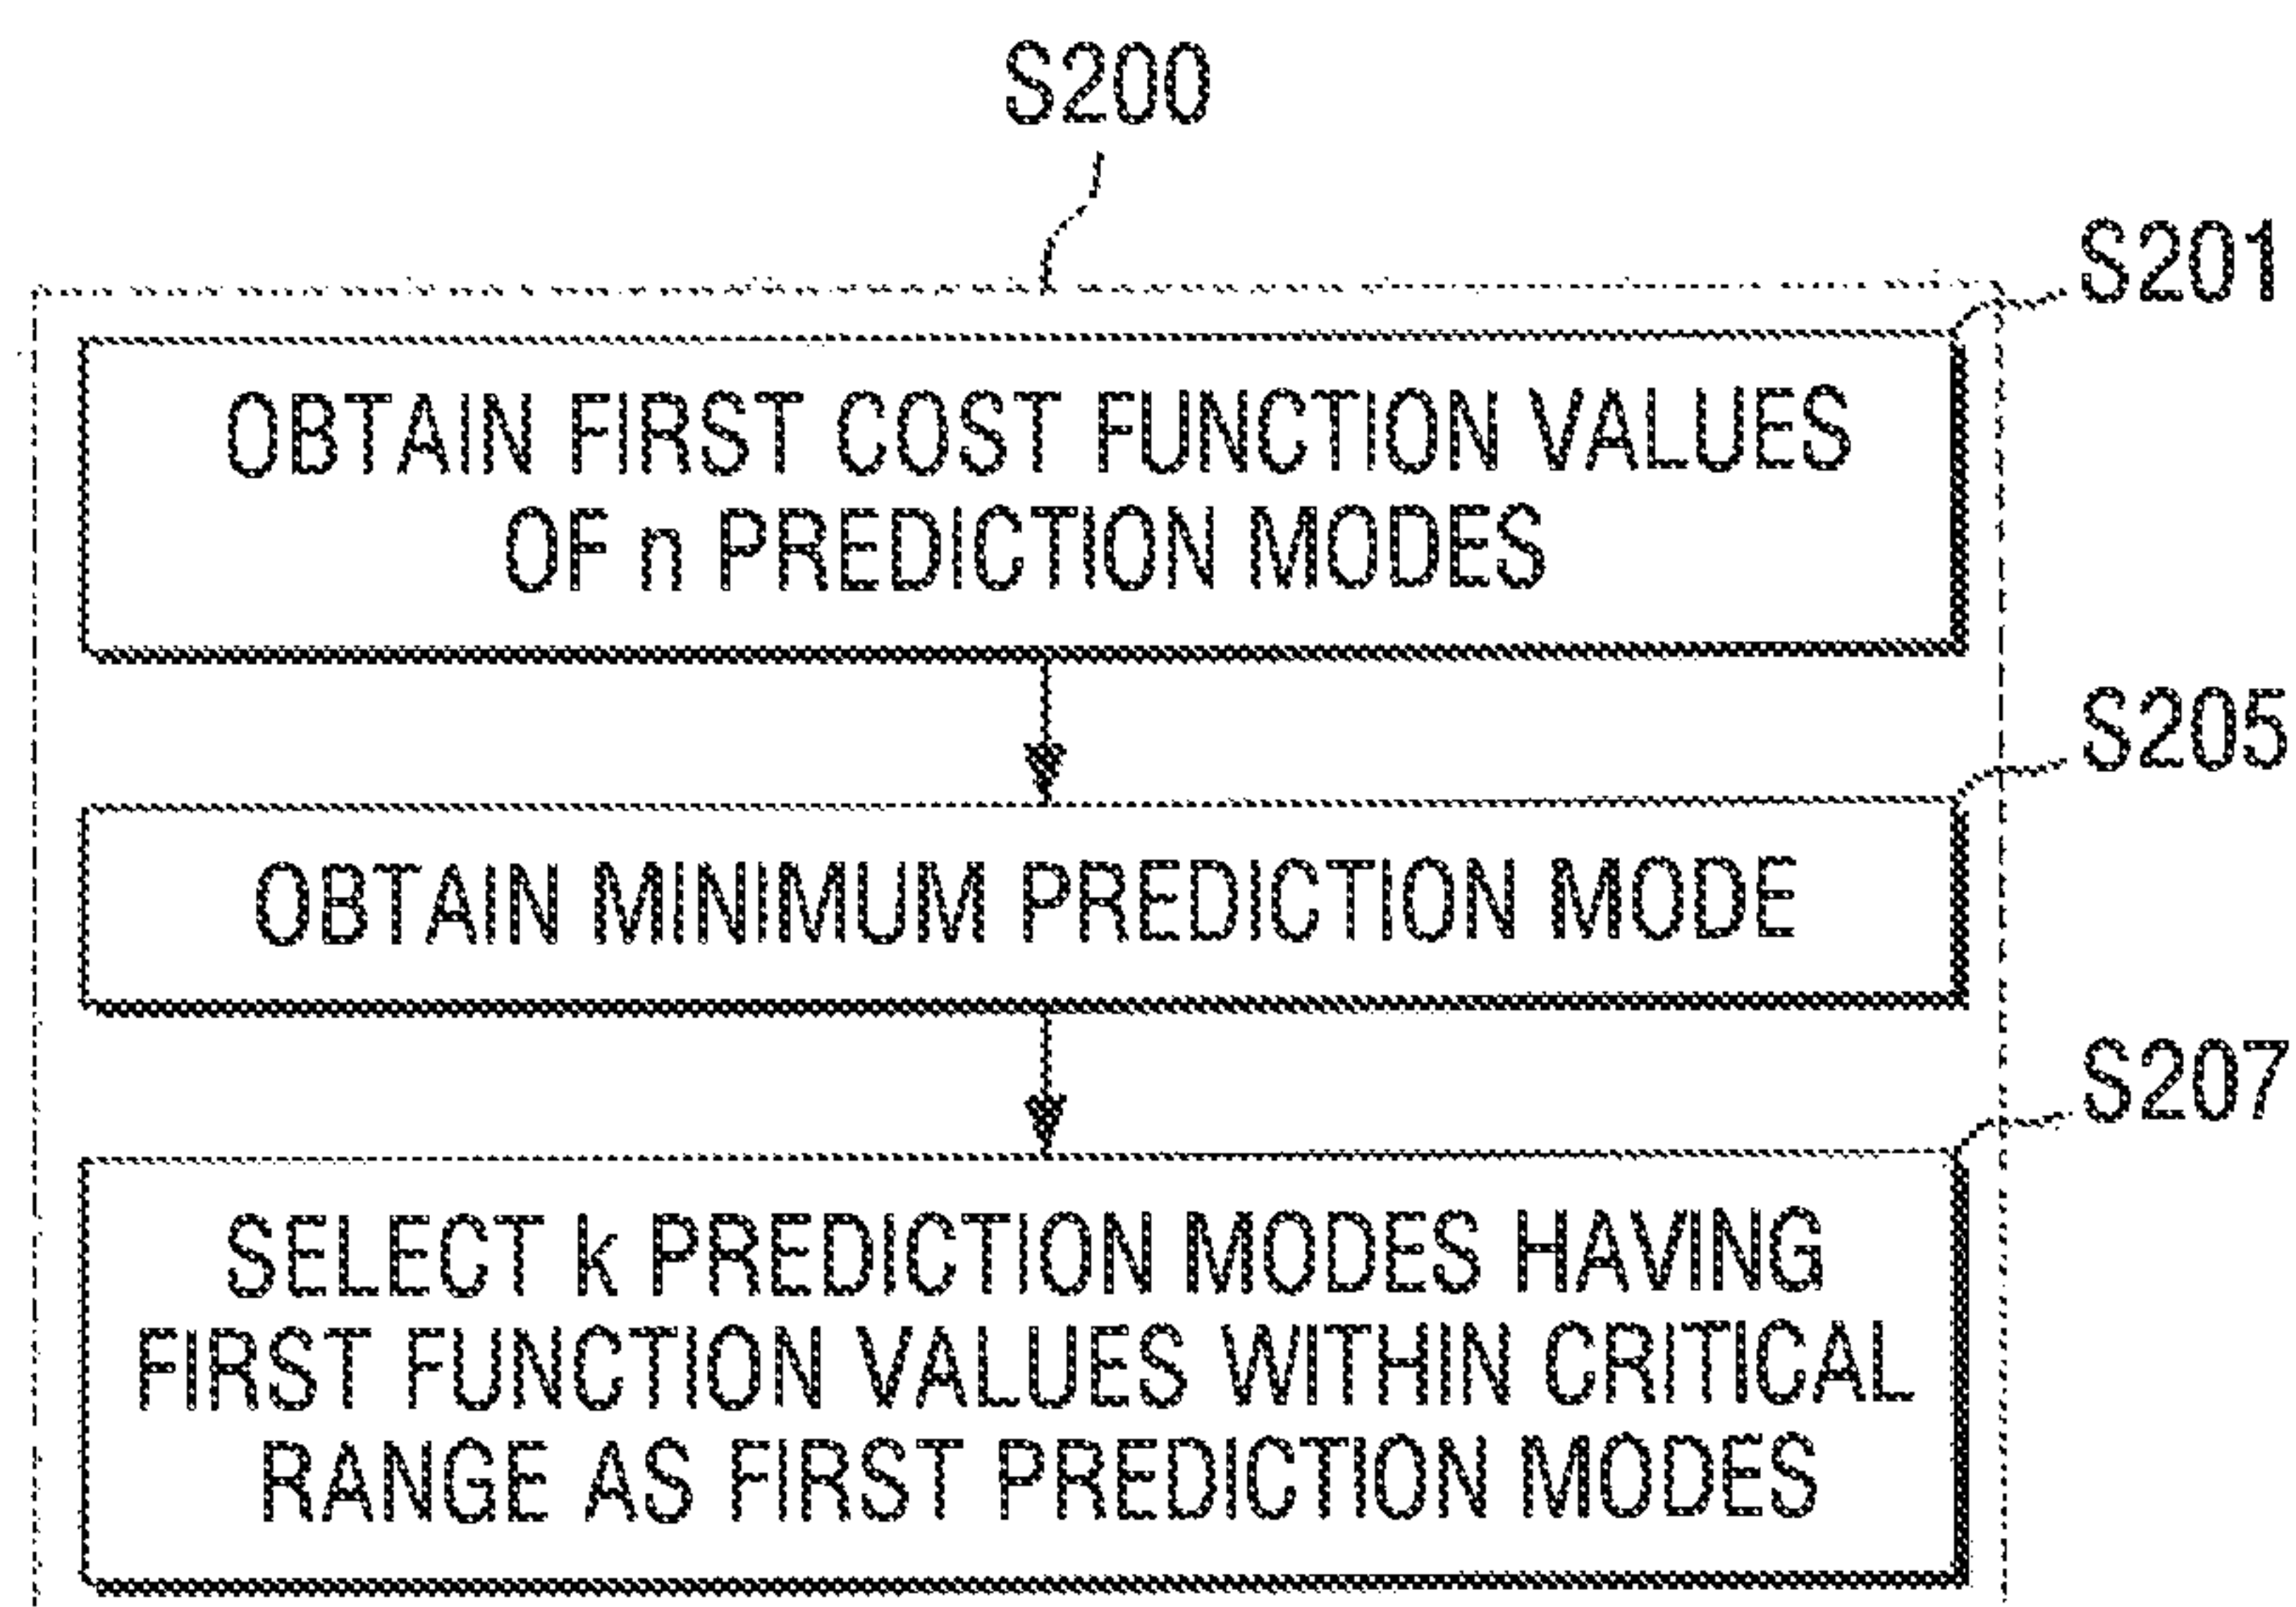 S200
S201
OBTAIN FIRST COST FUNCTION VALUES
OF n PREDICTION MODES
S205
OBTAIN MINIMUM PREDICTION MODE
S207
SELECT k PREDICTION MODES HAVING
FIRST FUNCTION VALUES WITHIN CRITICAL
RANGE AS FIRST PREDICTION MODES